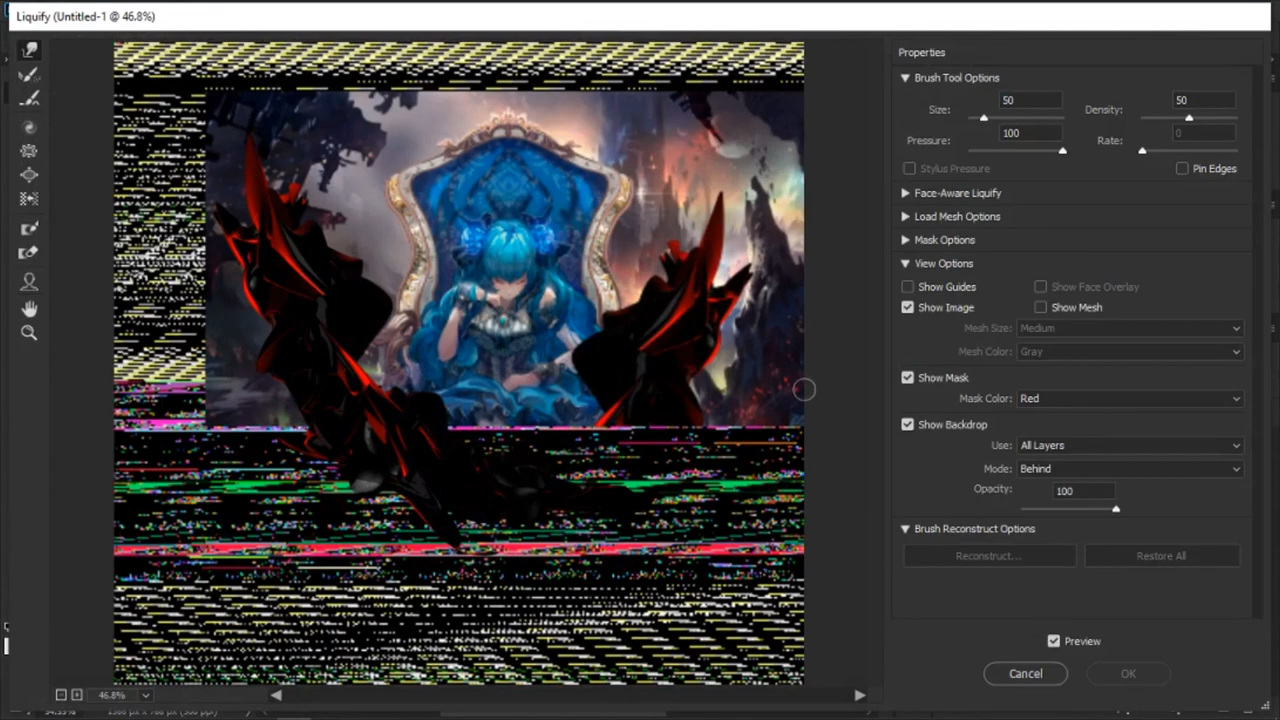 Liquify (Untitled-1 @ 46.8%)
Properties
Brush Tool Options
Size: 50 Density: 50
Pressure: 100 Rate: 0
Stylus Pressure Pin Edges
Face-Aware Liquify
Load Mesh Options
Mask Options
View Options
Show Guides Show Face Overlay
Show Image Show Mesh
Mesh Size: Medium
Mesh Color: Gray
Show Mask
Mask Color: Red
Show Backdrop
Use: All Layers
Mode: Behind
Opacity: 100
Brush Reconstruct Options
Reconstruct... Restore All
Preview
Cancel OK
46.8%